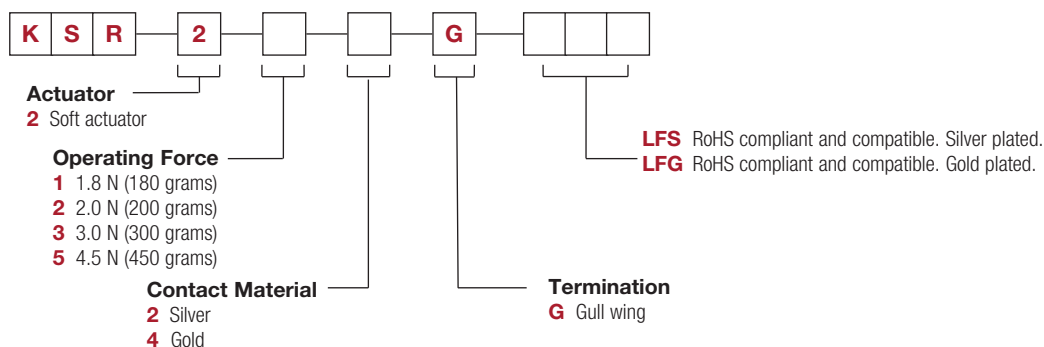 K S R 2 G
Actuator
2 Soft actuator
Operating Force
1 1.8 N (180 grams)
2 2.0 N (200 grams)
3 3.0 N (300 grams)
5 4.5 N (450 grams)
Contact Material
2 Silver
4 Gold
Termination
G Gull wing
LFS RoHS compliant and compatible. Silver plated.
LFG RoHS compliant and compatible. Gold plated.